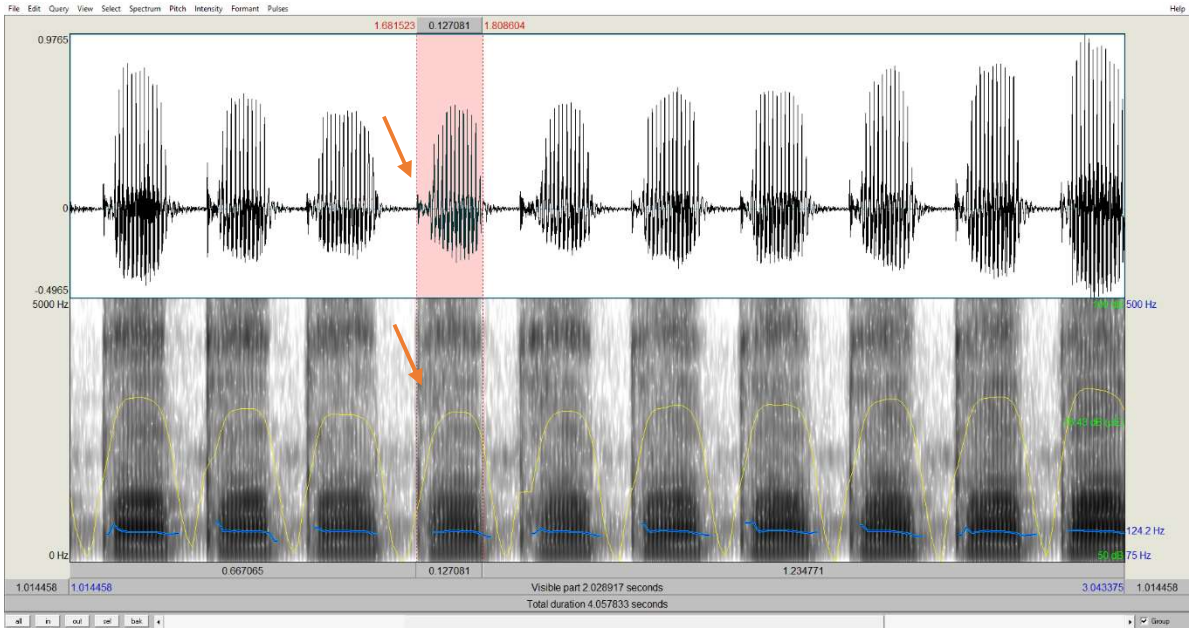 File Edit Query View Select Spectrum Pitch Intensity Formant Pulses Help
1.681523 0.127081 1.808604
0.9765
0
-0.4965
5000 Hz 500 Hz
124.2 Hz
0 Hz 50 dB 75 Hz
0.667065 0.127081 1.234771
1.014458 1.014458 Visible part 2.028917 seconds 3.043375 1.014458
Total duration 4.057833 seconds
all in out sel bak Group